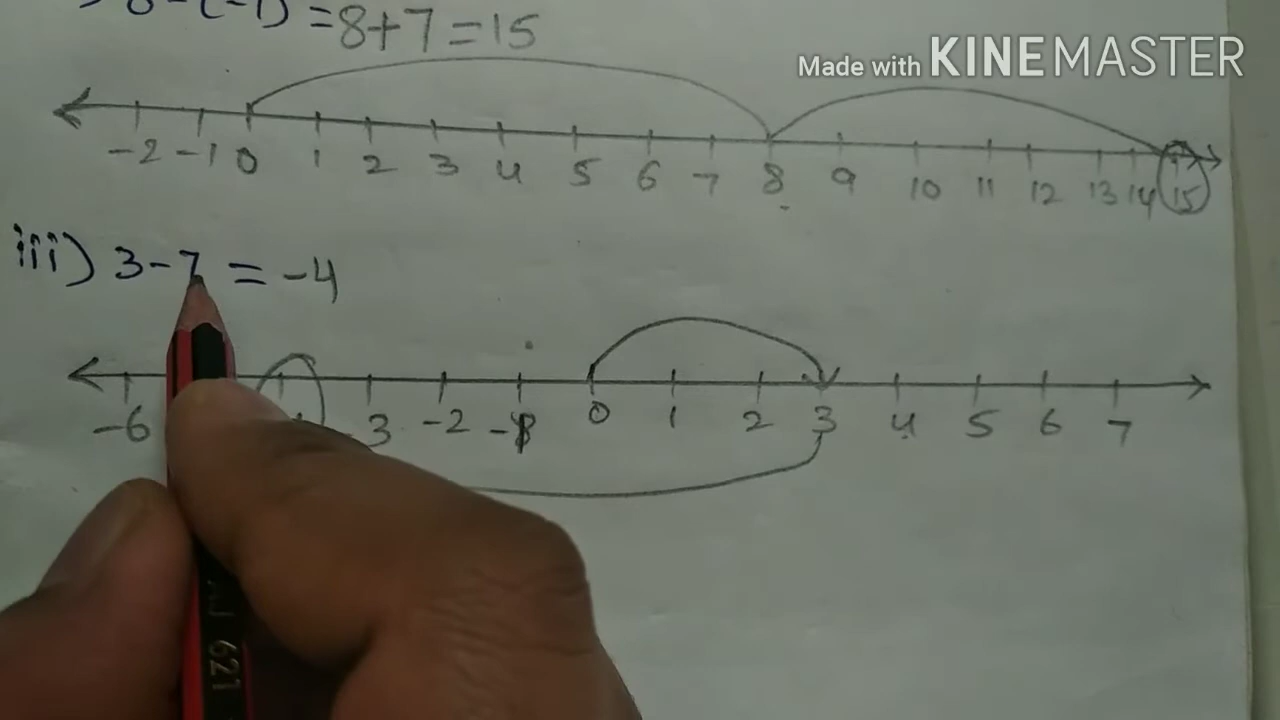 = 8+7 = 15
Made with KINEMASTER
-2 -1 0 1 2 3 4 5 6 7 8 9 10 11 12 13 14 15
iii) 3-7 = -4
-6 3 -2 0 1 2 3 4 5 6 7
621